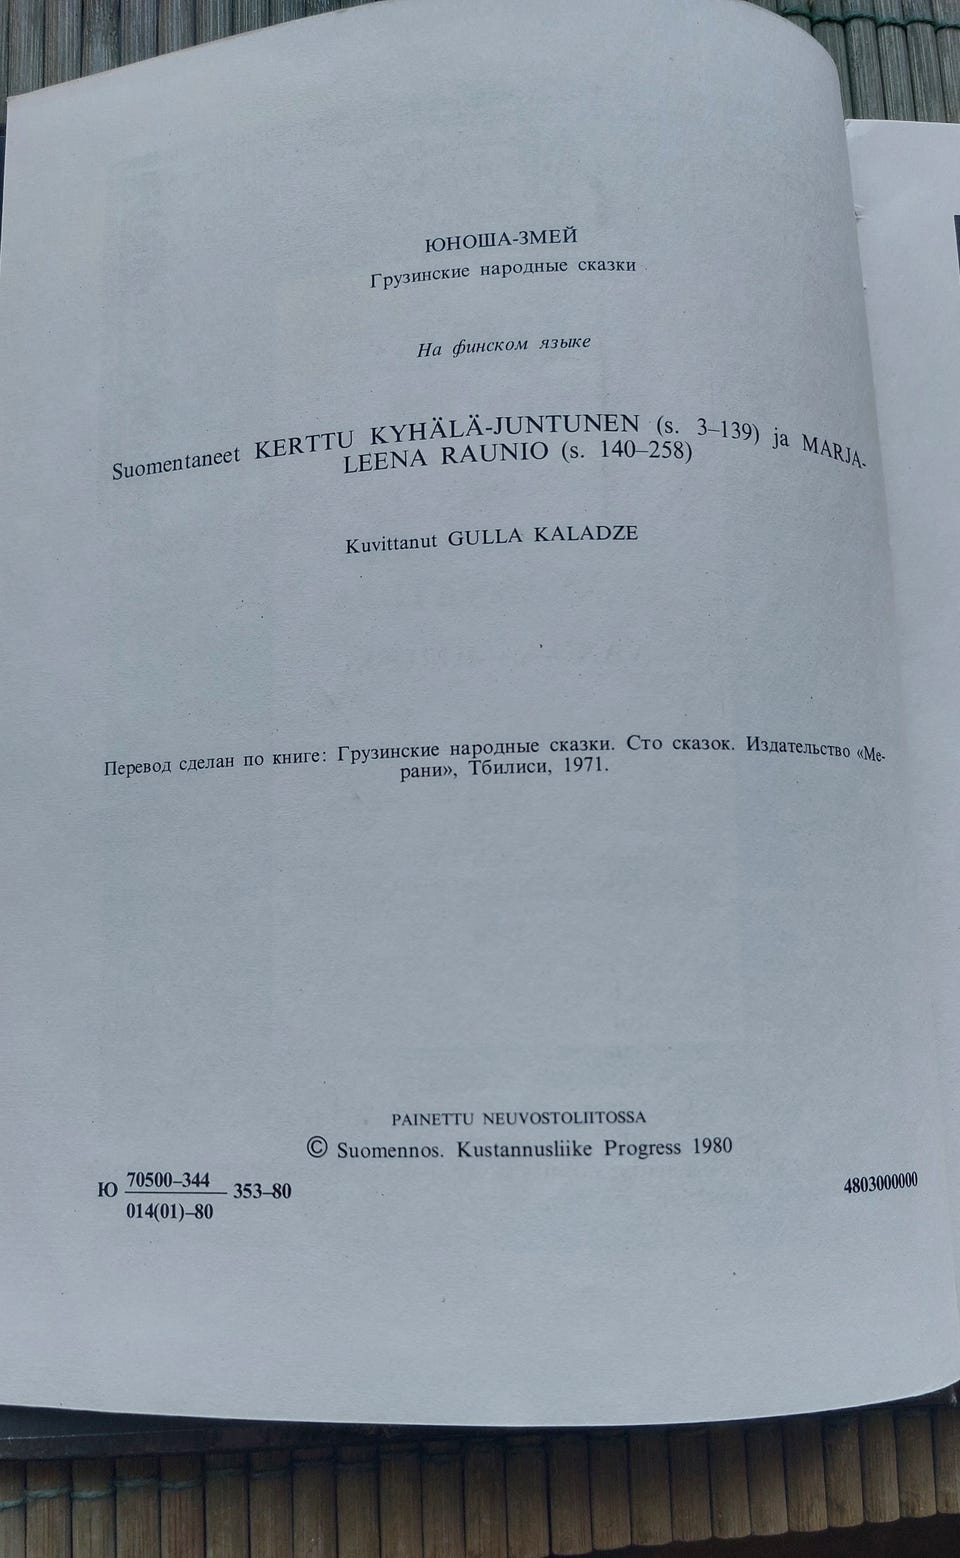 ЮНОША-ЗМЕЙ
Грузинские народные сказки
На финском языке
Suomentaneet KERTTU KYHÄLÄ-JUNTUNEN (s. 3–139) ja MARJA-
LEENA RAUNIO (s. 140–258)
Kuvittanut GULLA KALADZE
Перевод сделан по книге: Грузинские народные сказки. Сто сказок. Издательство «Ме-
рани», Тбилиси, 1971.
PAINETTU NEUVOSTOLIITOSSA
© Suomennos. Kustannusliike Progress 1980
Ю 70500–344 353–80
014(01)–80
4803000000